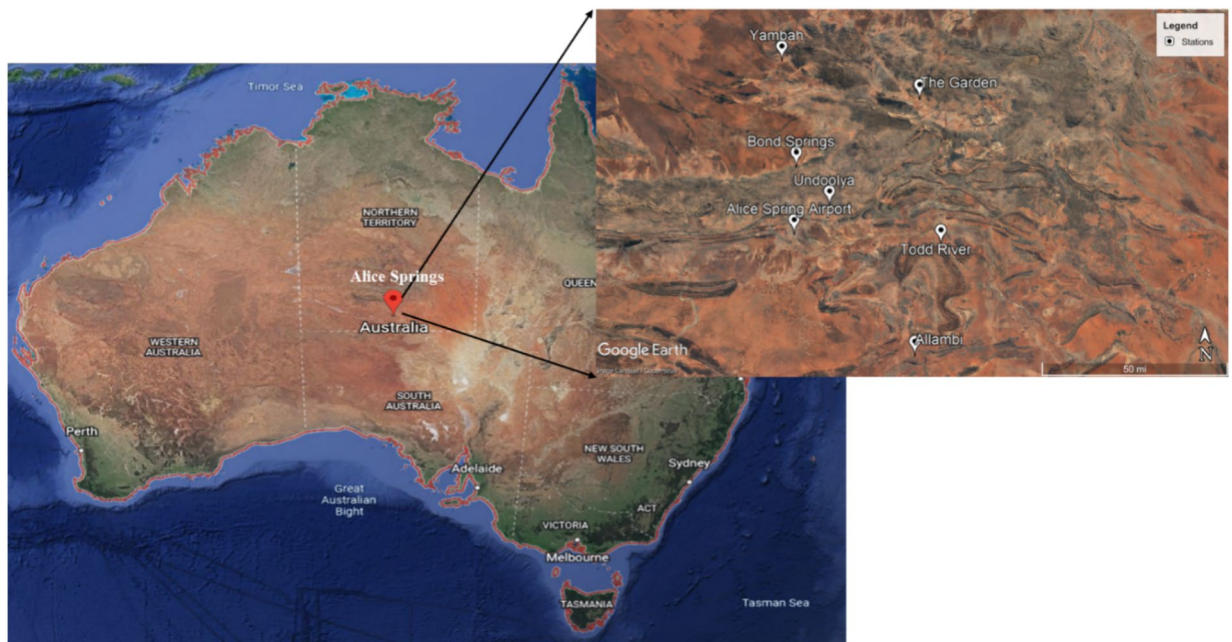 Timor Sea
NORTHERN
TERRITORY
Alice Springs
Australia
QUEEN
WESTERN
AUSTRALIA
SOUTH
AUSTRALIA
Perth
Great
Australian
Bight
Adelaide
NEW SOUTH
WALES
Sydney
ACT
VICTORIA
Melbourne
TASMANIA
Tasman Sea
Legend
Stations
Yambah
The Garden
Bond Springs
Undoolya
Alice Spring Airport
Todd River
Allambi
Google Earth
N
50 mi